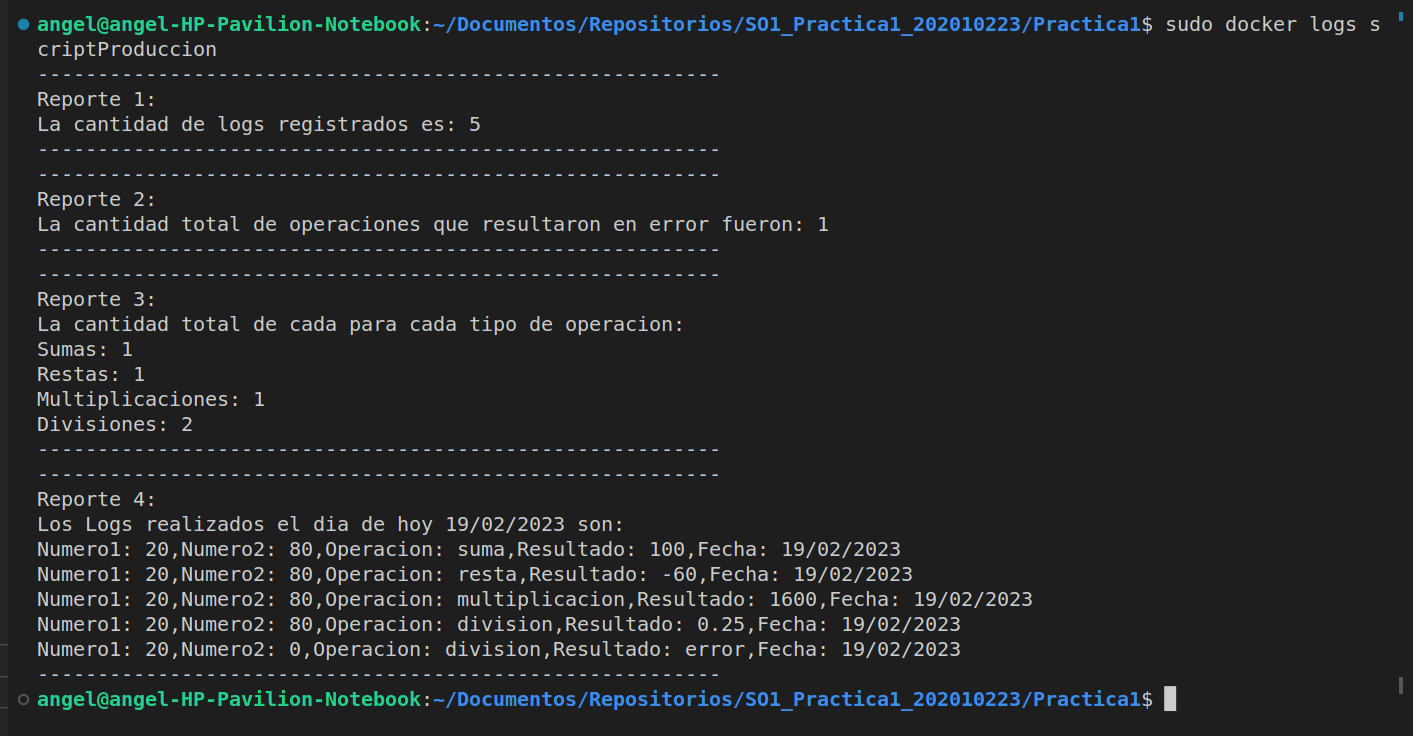 angel@angel-HP-Pavilion-Notebook:~/Documentos/Repositorios/SO1_Practica1_202010223/Practica1$ sudo docker logs s
criptProduccion
---------------------------------------------------------
Reporte 1:
La cantidad de logs registrados es: 5
---------------------------------------------------------
---------------------------------------------------------
Reporte 2:
La cantidad total de operaciones que resultaron en error fueron: 1
---------------------------------------------------------
---------------------------------------------------------
Reporte 3:
La cantidad total de cada para cada tipo de operacion:
Sumas: 1
Restas: 1
Multiplicaciones: 1
Divisiones: 2
---------------------------------------------------------
---------------------------------------------------------
Reporte 4:
Los Logs realizados el dia de hoy 19/02/2023 son:
Numero1: 20,Numero2: 80,Operacion: suma,Resultado: 100,Fecha: 19/02/2023
Numero1: 20,Numero2: 80,Operacion: resta,Resultado: -60,Fecha: 19/02/2023
Numero1: 20,Numero2: 80,Operacion: multiplicacion,Resultado: 1600,Fecha: 19/02/2023
Numero1: 20,Numero2: 80,Operacion: division,Resultado: 0.25,Fecha: 19/02/2023
Numero1: 20,Numero2: 0,Operacion: division,Resultado: error,Fecha: 19/02/2023
---------------------------------------------------------
angel@angel-HP-Pavilion-Notebook:~/Documentos/Repositorios/SO1_Practica1_202010223/Practica1$